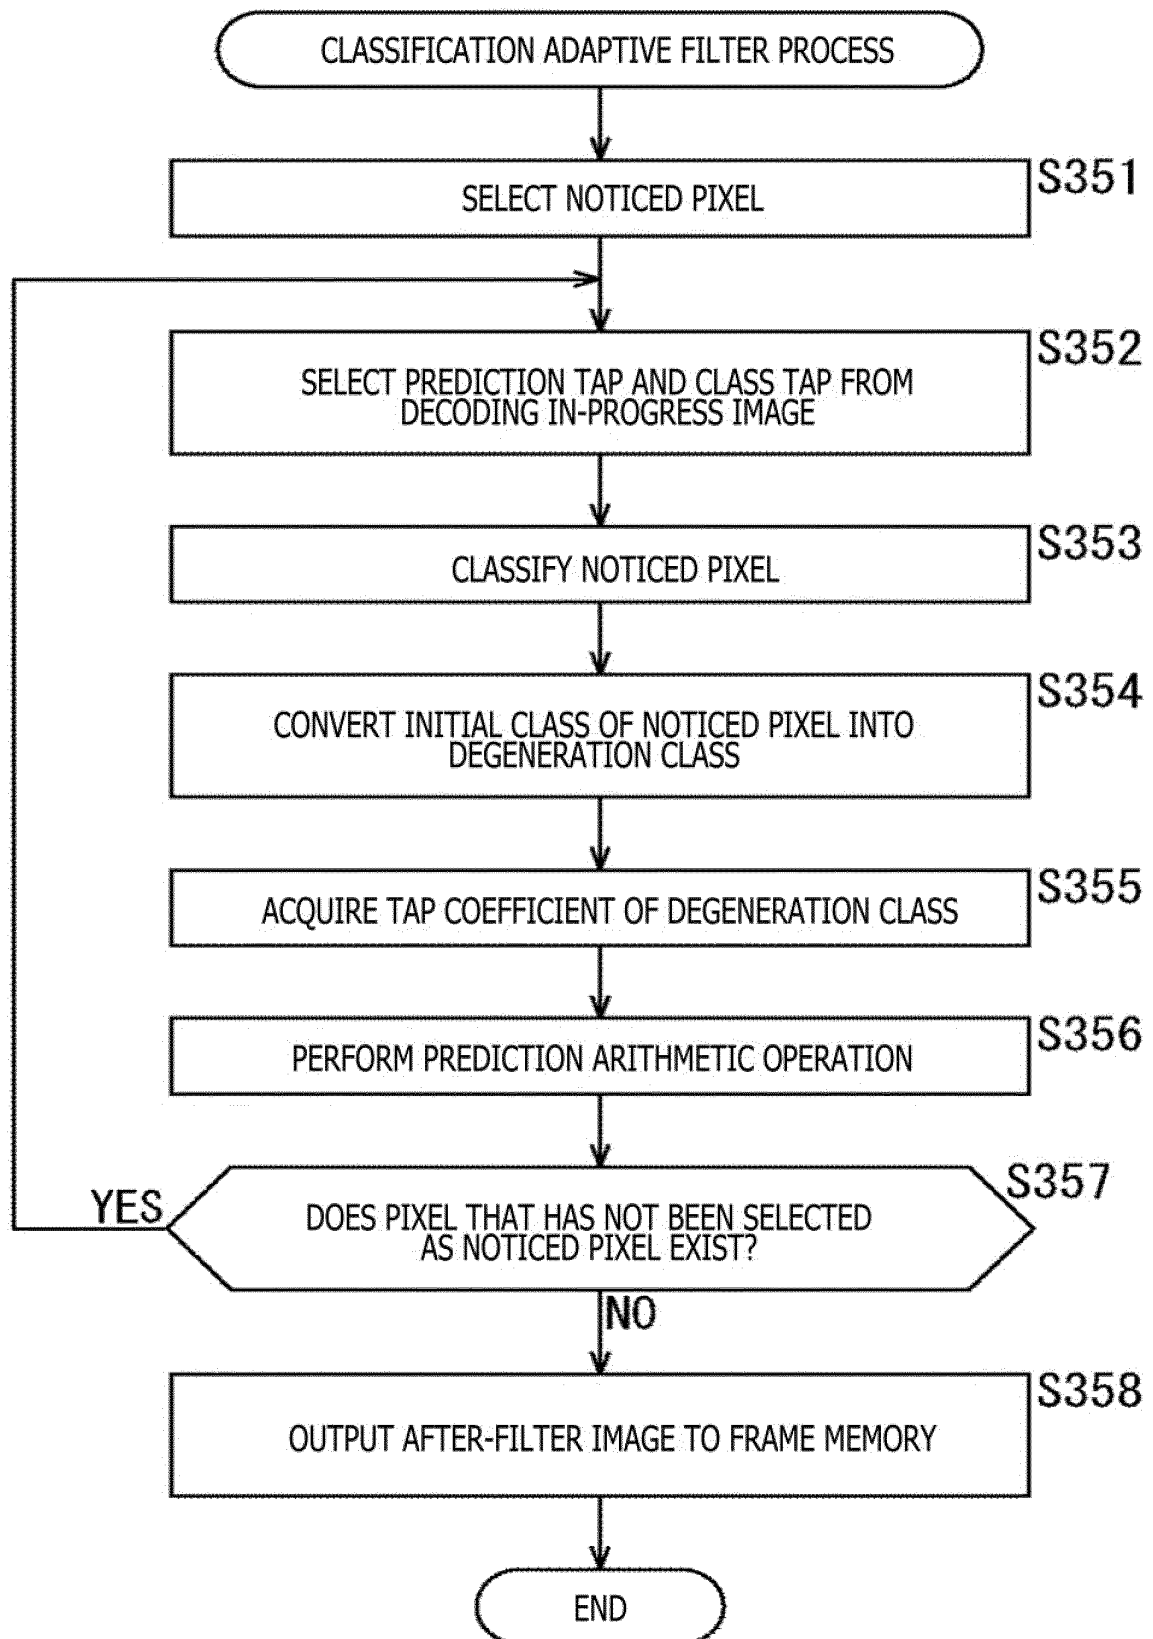 CLASSIFICATION ADAPTIVE FILTER PROCESS
S351
SELECT NOTICED PIXEL
S352
SELECT PREDICTION TAP AND CLASS TAP FROM
DECODING IN-PROGRESS IMAGE
S353
CLASSIFY NOTICED PIXEL
S354
CONVERT INITIAL CLASS OF NOTICED PIXEL INTO
DEGENERATION CLASS
S355
ACQUIRE TAP COEFFICIENT OF DEGENERATION CLASS
S356
PERFORM PREDICTION ARITHMETIC OPERATION
S357
YES
DOES PIXEL THAT HAS NOT BEEN SELECTED
AS NOTICED PIXEL EXIST?
NO
S358
OUTPUT AFTER-FILTER IMAGE TO FRAME MEMORY
END